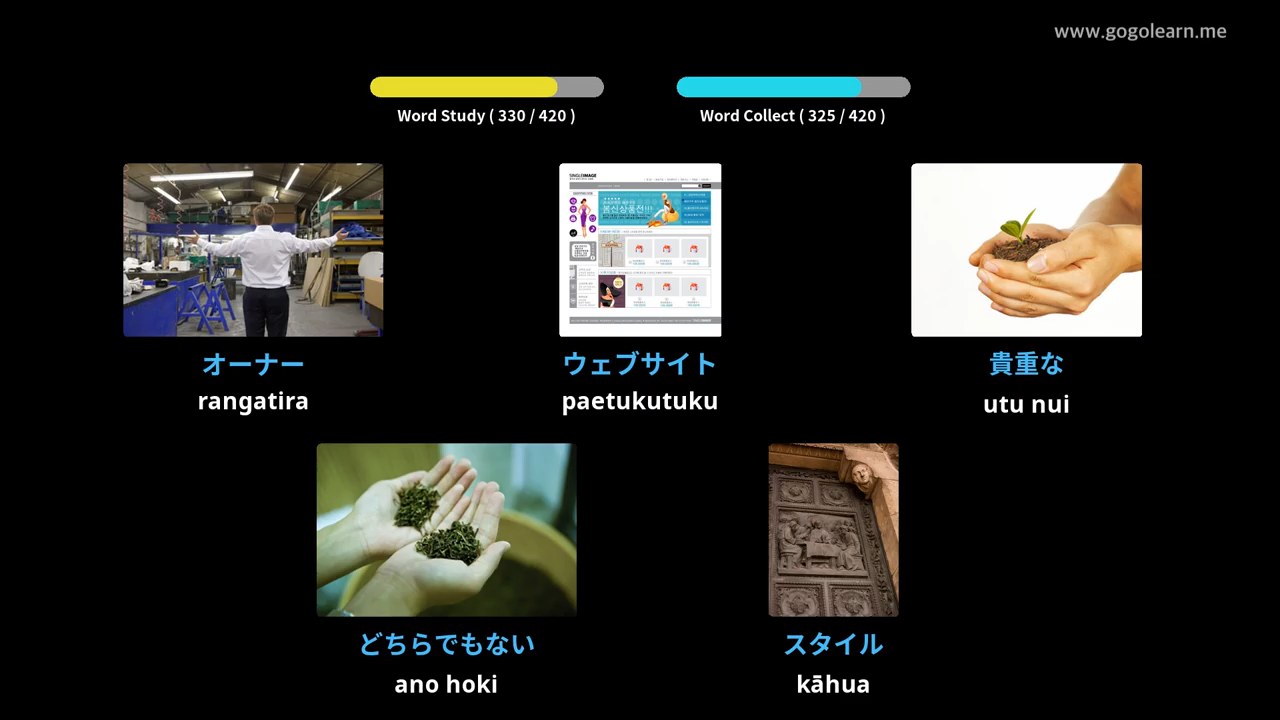 www.gogolearn.me
Word Study ( 330 / 420 )
Word Collect ( 325 / 420 )
オーナー
rangatira
ウェブサイト
paetukutuku
貴重な
utu nui
どちらでもない
ano hoki
スタイル
kāhua